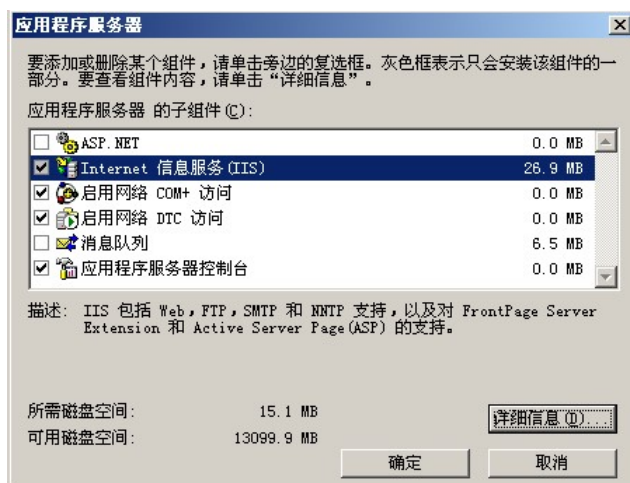 应用程序服务器
要添加或删除某个组件，请单击旁边的复选框。灰色框表示只会安装该组件的一
部分。要查看组件内容，请单击“详细信息”。
应用程序服务器 的子组件(C):
ASP.NET 0.0 MB
Internet 信息服务(IIS) 26.9 MB
启用网络 COM+ 访问 0.0 MB
启用网络 DTC 访问 0.0 MB
消息队列 6.5 MB
应用程序服务器控制台 0.0 MB
描述: IIS 包括 Web，FTP，SMTP 和 NNTP 支持，以及对 FrontPage Server
Extension 和 Active Server Page(ASP) 的支持。
所需磁盘空间: 15.1 MB
详细信息(D)...
可用磁盘空间: 13099.9 MB
确定 取消